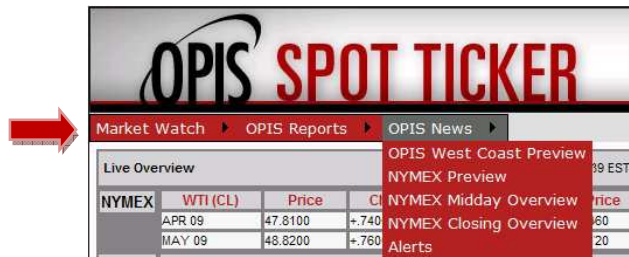 OPIS SPOT TICKER
Market Watch OPIS Reports OPIS News
OPIS West Coast Preview
Live Overview 39 EST
NYMEX Preview
NYMEX WTI (CL) Price
NYMEX Midday Overview
APR 09 47.8100 +.740
NYMEX Closing Overview
MAY 09 48.8200 +.760
Alerts